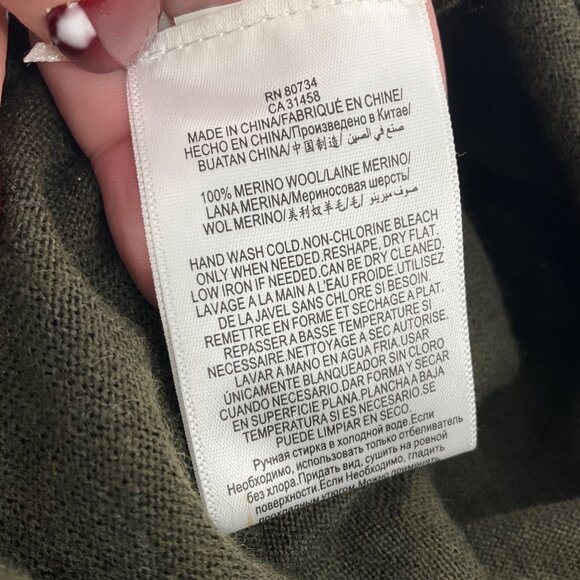 RN 80734
CA 31458
MADE IN CHINA/FABRIQUÉ EN CHINE/
HECHO EN CHINA/Произведено в Китае/
BUATAN CHINA/中国制造/ صنع في الصين/
100% MERINO WOOL/LAINE MERINO/
LANA MERINA/Мериносовая шерсть/
WOL MERINO/美利奴羊毛/毛/ صوف ميرينو/
HAND WASH COLD.NON-CHLORINE BLEACH
ONLY WHEN NEEDED.RESHAPE, DRY FLAT.
LOW IRON IF NEEDED.CAN BE DRY CLEANED.
LAVAGE A LA MAIN A L'EAU FROIDE.UTILISEZ
DE LA JAVEL SANS CHLORE SI BESOIN.
REMETTRE EN FORME ET SECHAGE A PLAT.
REPASSER A BASSE TEMPERATURE SI
NECESSAIRE.NETTOYAGE A SEC AUTORISE.
LAVAR A MANO EN AGUA FRIA. USAR
ÚNICAMENTE BLANQUEADOR SIN CLORO
CUANDO NECESARIO. DAR FORMA Y SECAR
EN SUPERFICIE PLANA.PLANCHA A BAJA
TEMPERATURA SI ES NECESARIO.SE
PUEDE LIMPIAR EN SECO.
Ручная стирка в холодной воде.Если
Необходимо, использовать только отбеливатель
без хлора.Придать вид, сушить на ровной
поверхности.Если Необходимо, гладить
прохладным утюгом.Можно применять